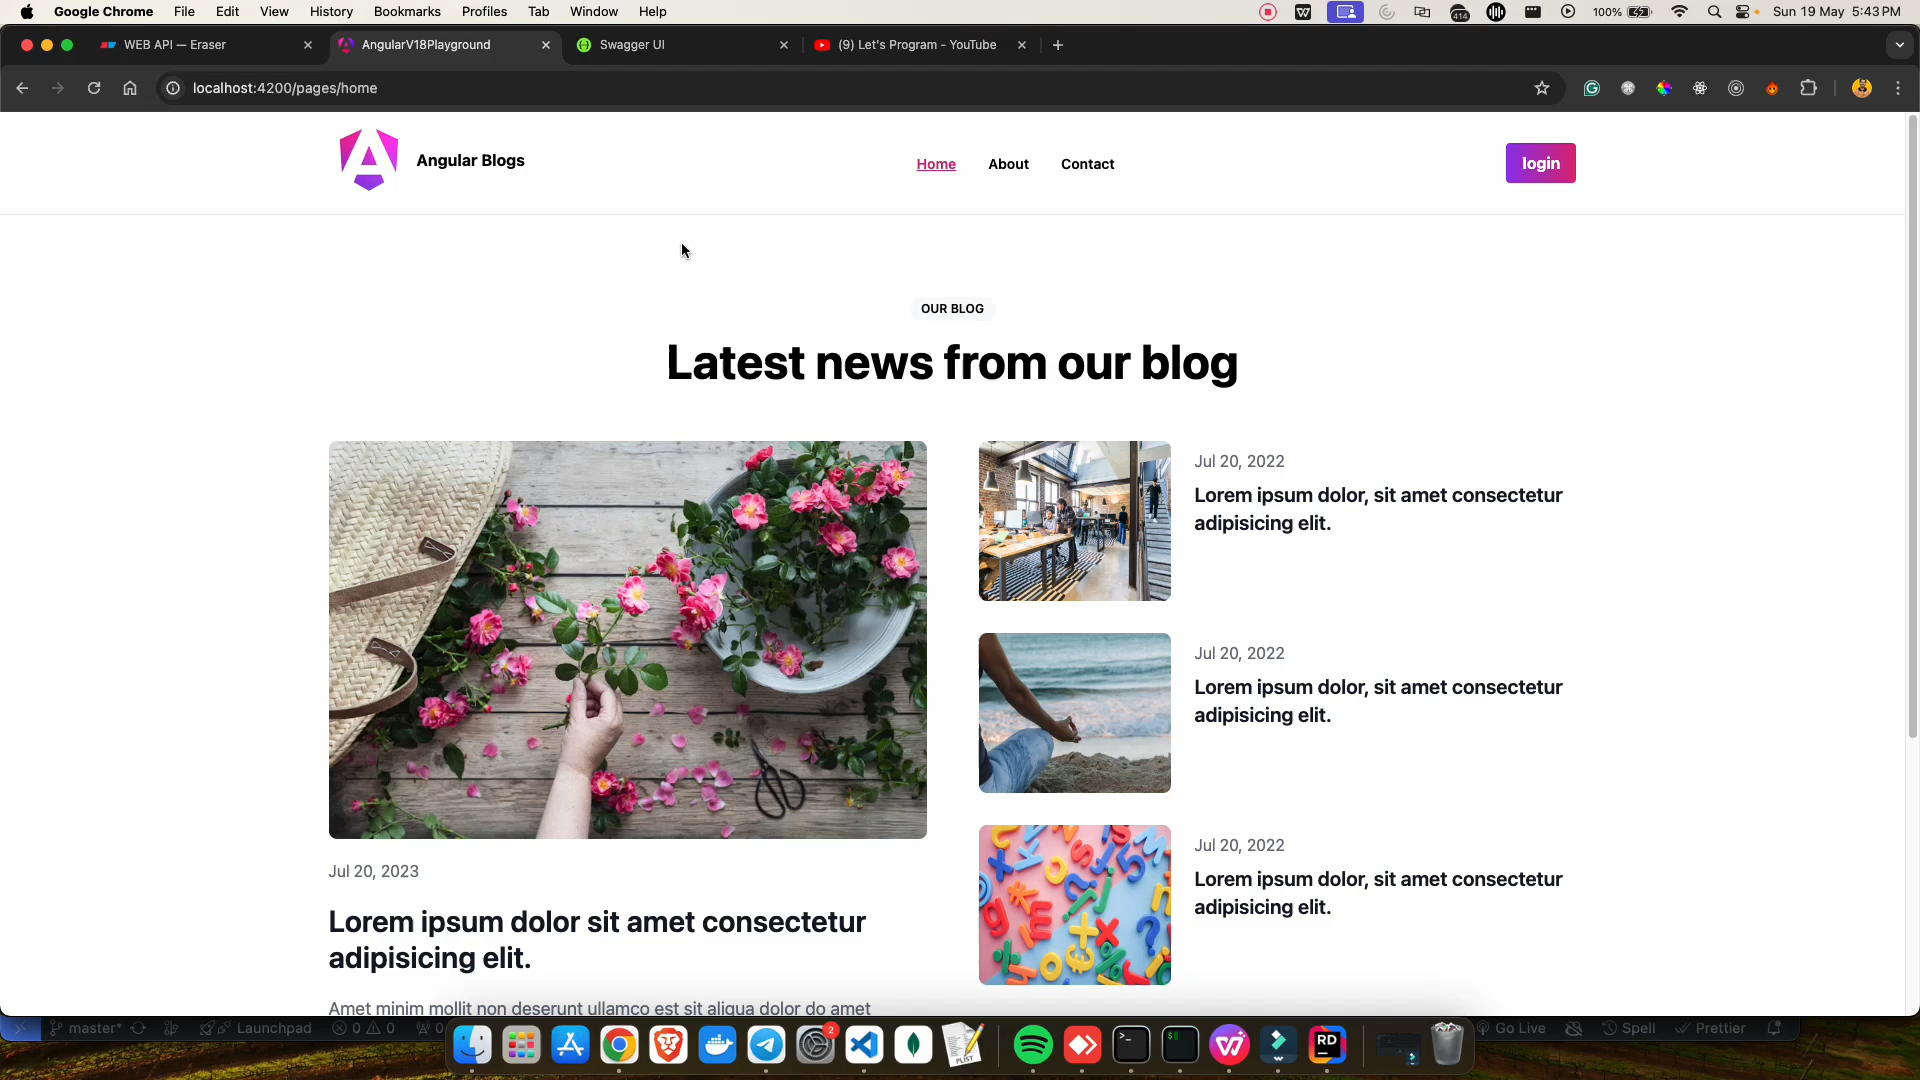 Google Chrome File Edit View History Bookmarks Profiles Tab Window Help 414 100% Sun 19 May 5:43 PM
WEB API — Eraser AngularV18Playground Swagger UI (9) Let's Program - YouTube
localhost:4200/pages/home
Angular Blogs Home About Contact login
OUR BLOG
Latest news from our blog
Jul 20, 2022
Lorem ipsum dolor, sit amet consectetur
adipisicing elit.
Jul 20, 2022
Lorem ipsum dolor, sit amet consectetur
adipisicing elit.
Jul 20, 2022
Lorem ipsum dolor, sit amet consectetur
adipisicing elit.
Jul 20, 2023
Lorem ipsum dolor sit amet consectetur
adipisicing elit.
Amet minim mollit non deserunt ullamco est sit aliqua dolor do amet
master* Launchpad 0 0 0 Go Live Spell Prettier
2
PLIST
RD